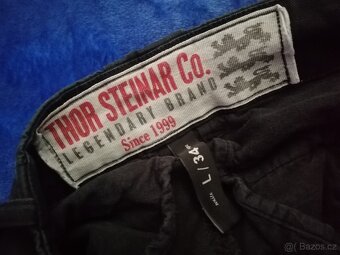 THOR STEINAR Co.
LEGENDARY BRAND
Since 1999
L / 34"
Bazos.cz